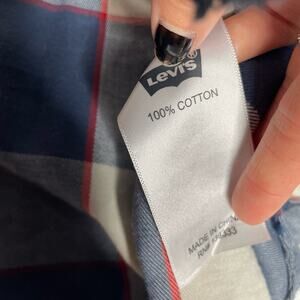 LEVI'S
®
100% COTTON
MADE IN CHINA